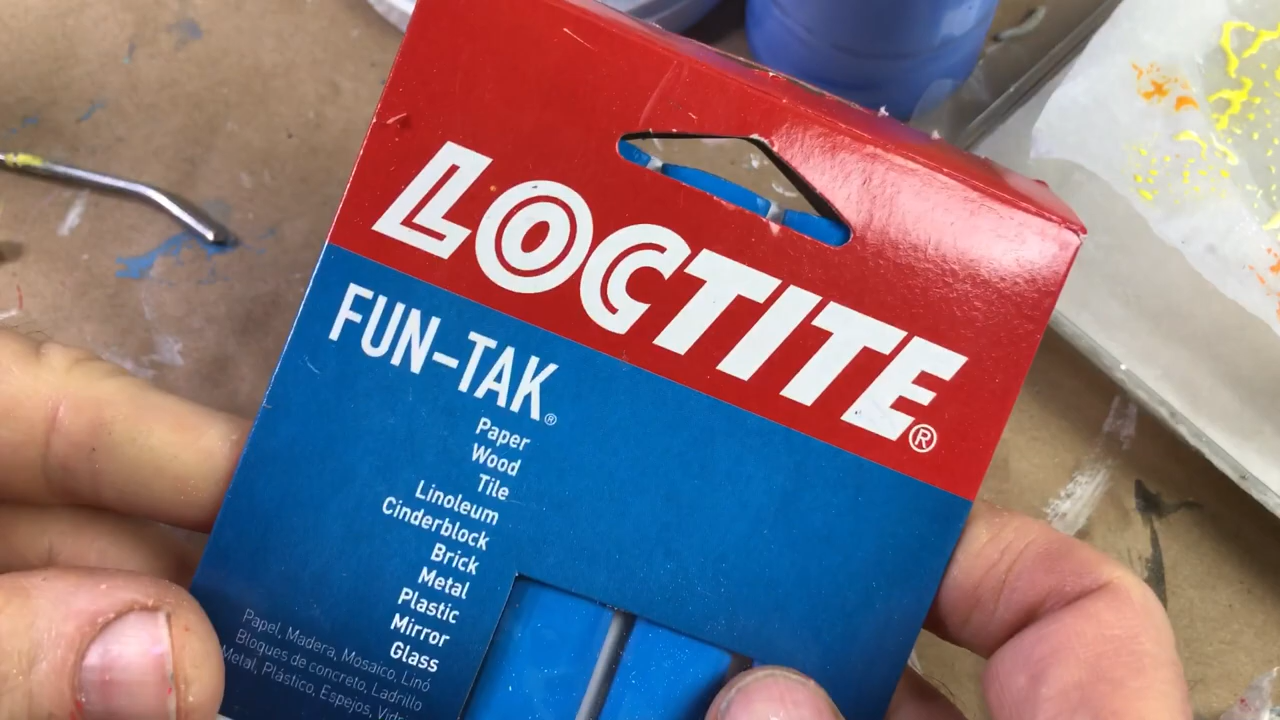 LOCTITE®
FUN-TAK®
Paper
Wood
Tile
Linoleum
Cinderblock
Brick
Metal
Plastic
Mirror
Glass
Papel, Madera, Mosaico, Linó
Bloques de concreto, Ladrillo
Metal, Plástico, Espejos, Vidr